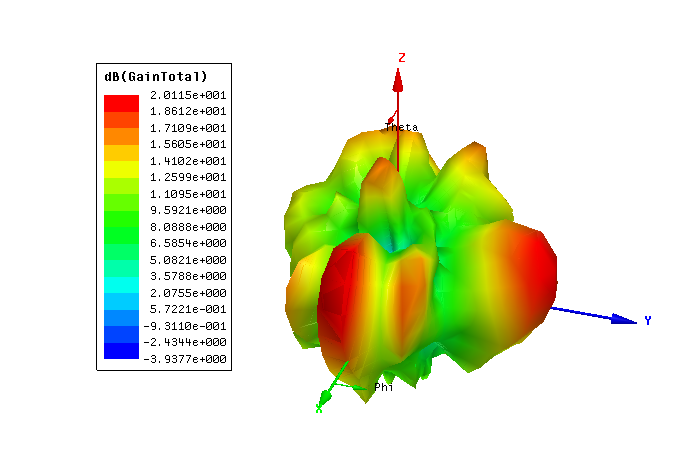 dB(GainTotal)
2.0115e+001
1.8612e+001
1.7109e+001
1.5605e+001
1.4102e+001
1.2599e+001
1.1095e+001
9.5921e+000
8.0888e+000
6.5854e+000
5.0821e+000
3.5788e+000
2.0755e+000
5.7221e-001
-9.3110e-001
-2.4344e+000
-3.9377e+000
Z
Theta
Y
Phi
X